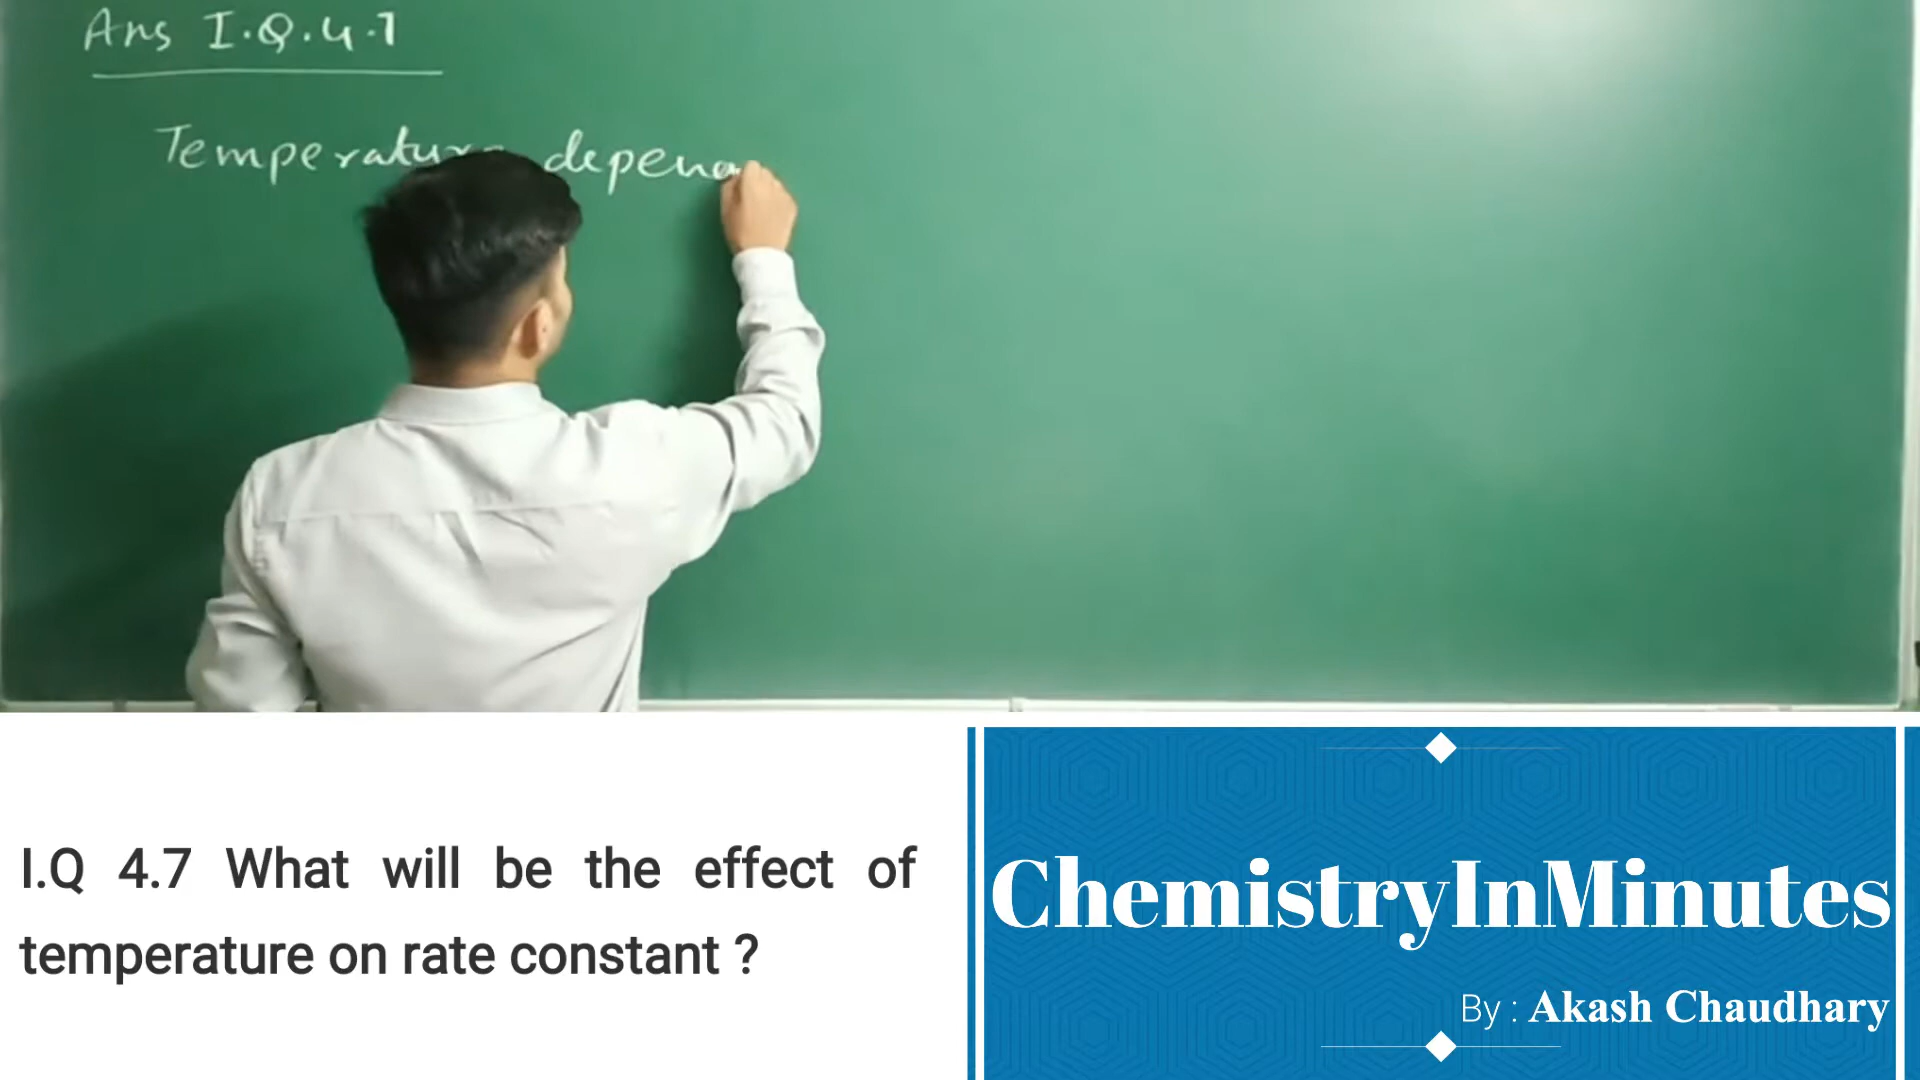 Ans I.Q.4.7
Temperature depend
I.Q 4.7 What will be the effect of
temperature on rate constant ?
ChemistryInMinutes
By : Akash Chaudhary